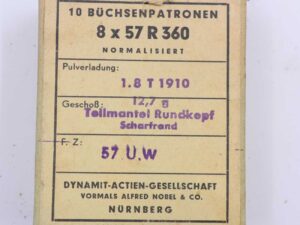 10 BÜCHSENPATRONEN
8 x 57 R 360
NORMALISIERT
Pulverladung:
1.8 T 1910
Geschoß: 12,7 g
Teilmantel Rundkopf
Scharfrand
F. Z:
57 U.W
DYNAMIT-ACTIEN-GESELLSCHAFT
VORMALS ALFRED NOBEL & CO.
NÜRNBERG